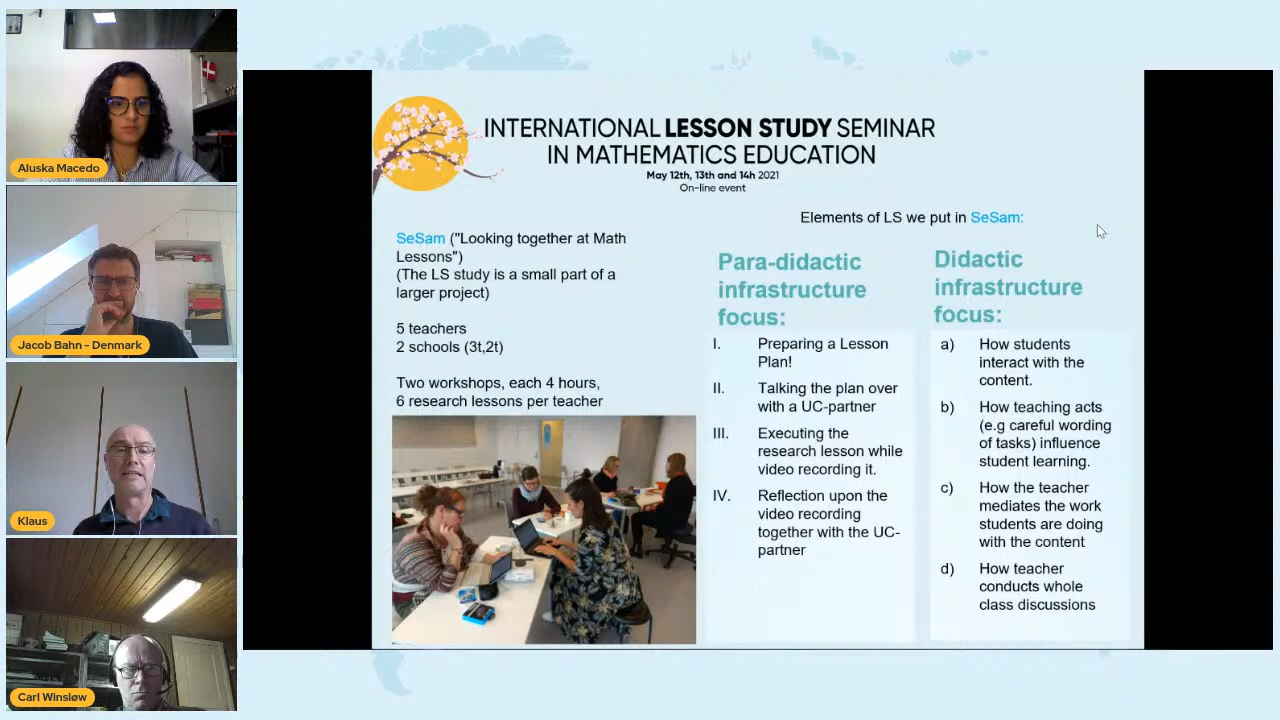 Aluska Macedo
Jacob Bahn - Denmark
Klaus
Carl Winsløw
INTERNATIONAL LESSON STUDY SEMINAR
IN MATHEMATICS EDUCATION
May 12th, 13th and 14h 2021
On-line event
SeSam ("Looking together at Math
Lessons")
(The LS study is a small part of a
larger project)
5 teachers
2 schools (3t,2t)
Two workshops, each 4 hours,
6 research lessons per teacher
Elements of LS we put in SeSam:
Para-didactic
infrastructure
focus:
I. Preparing a Lesson
Plan!
II. Talking the plan over
with a UC-partner
III. Executing the
research lesson while
video recording it.
IV. Reflection upon the
video recording
together with the UC-
partner
Didactic
infrastructure
focus:
a) How students
interact with the
content.
b) How teaching acts
(e.g careful wording
of tasks) influence
student learning.
c) How the teacher
mediates the work
students are doing
with the content
d) How teacher
conducts whole
class discussions